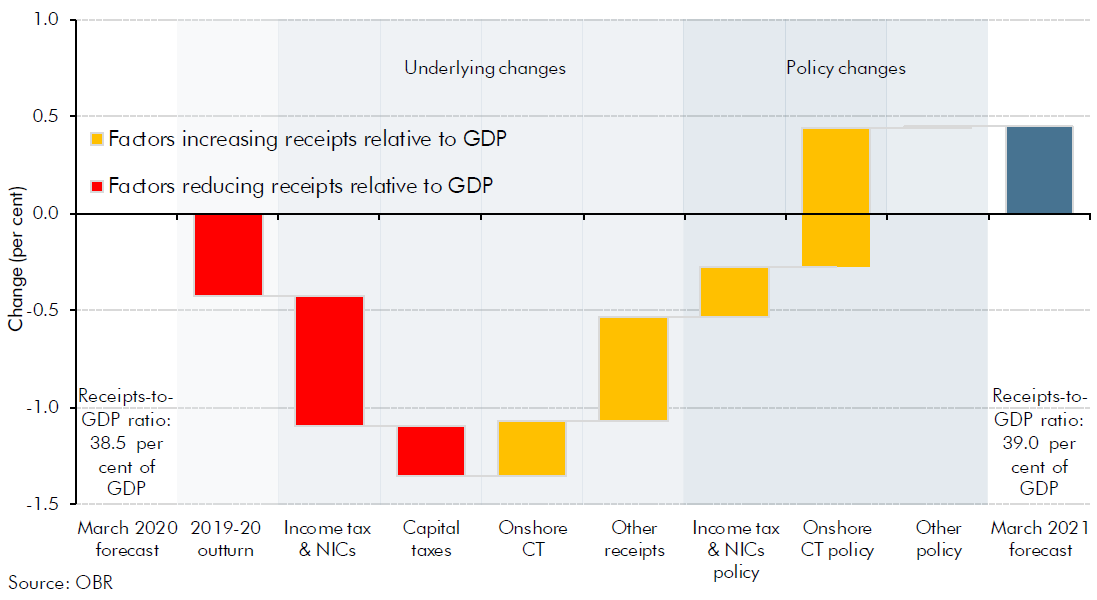 1.0
0.5
0.0
-0.5
-1.0
-1.5
Change (per cent)
Underlying changes
Policy changes
Factors increasing receipts relative to GDP
Factors reducing receipts relative to GDP
Receipts-to-
GDP ratio:
38.5 per
cent of
GDP
Receipts-to-
GDP ratio:
39.0 per
cent of
GDP
March 2020
forecast
2019-20
outturn
Income tax
& NICs
Capital
taxes
Onshore
CT
Other
receipts
Income tax
& NICs
policy
Onshore
CT policy
Other
policy
March 2021
forecast
Source: OBR